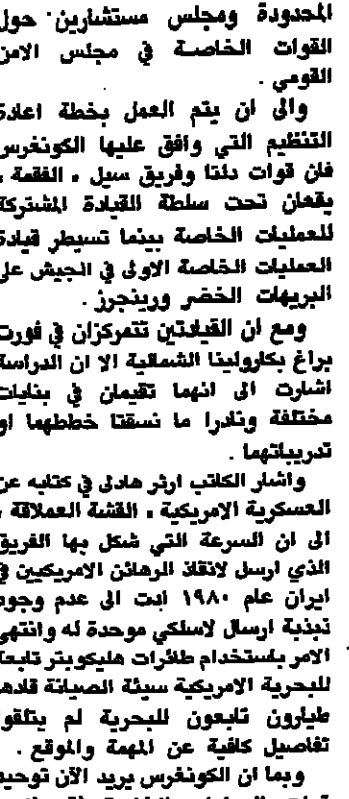 المحدودة ومجلس مستشارين حول
القوات الخاصة في مجلس الامن
القومي .
والى ان يتم العمل بخطة اعادة
التنظيم التي وافق عليها الكونغرس
فان قوات دلتا وفريق سيل « الفقمة »
يقعان تحت سلطة القيادة المشتركة
للعمليات الخاصة بينما تسيطر قيادة
العمليات الخاصة الاولى في الجيش على
البريهات الخضر ورينجرز .
ومع ان القيادتين تتمركزان في فورت
براغ بكارولينا الشمالية الا ان الدراسة
اشارت الى انهما تقيمان في بنايات
مختلفة ونادرا ما نسقتا خططهما او
تدريباتهما .
واشار الكاتب ارثر هادلي في كتابه عن
العسكرية الامريكية « القشة العملاقة »
الى ان السرعة التي شكل بها الفريق
الذي ارسل لانقاذ الرهائن الامريكيين في
ايران عام ١٩٨٠ ادت الى عدم وجود
ذبذبة ارسال لاسلكي موحدة له وانتهى
الامر باستخدام طائرات هليكوبتر تابعة
للبحرية الامريكية سيئة الصيانة قادها
طيارون تابعون للبحرية لم يتلقوا
تفاصيل كافية عن المهمة والموقع .
وبما ان الكونغرس يريد الآن توحيد